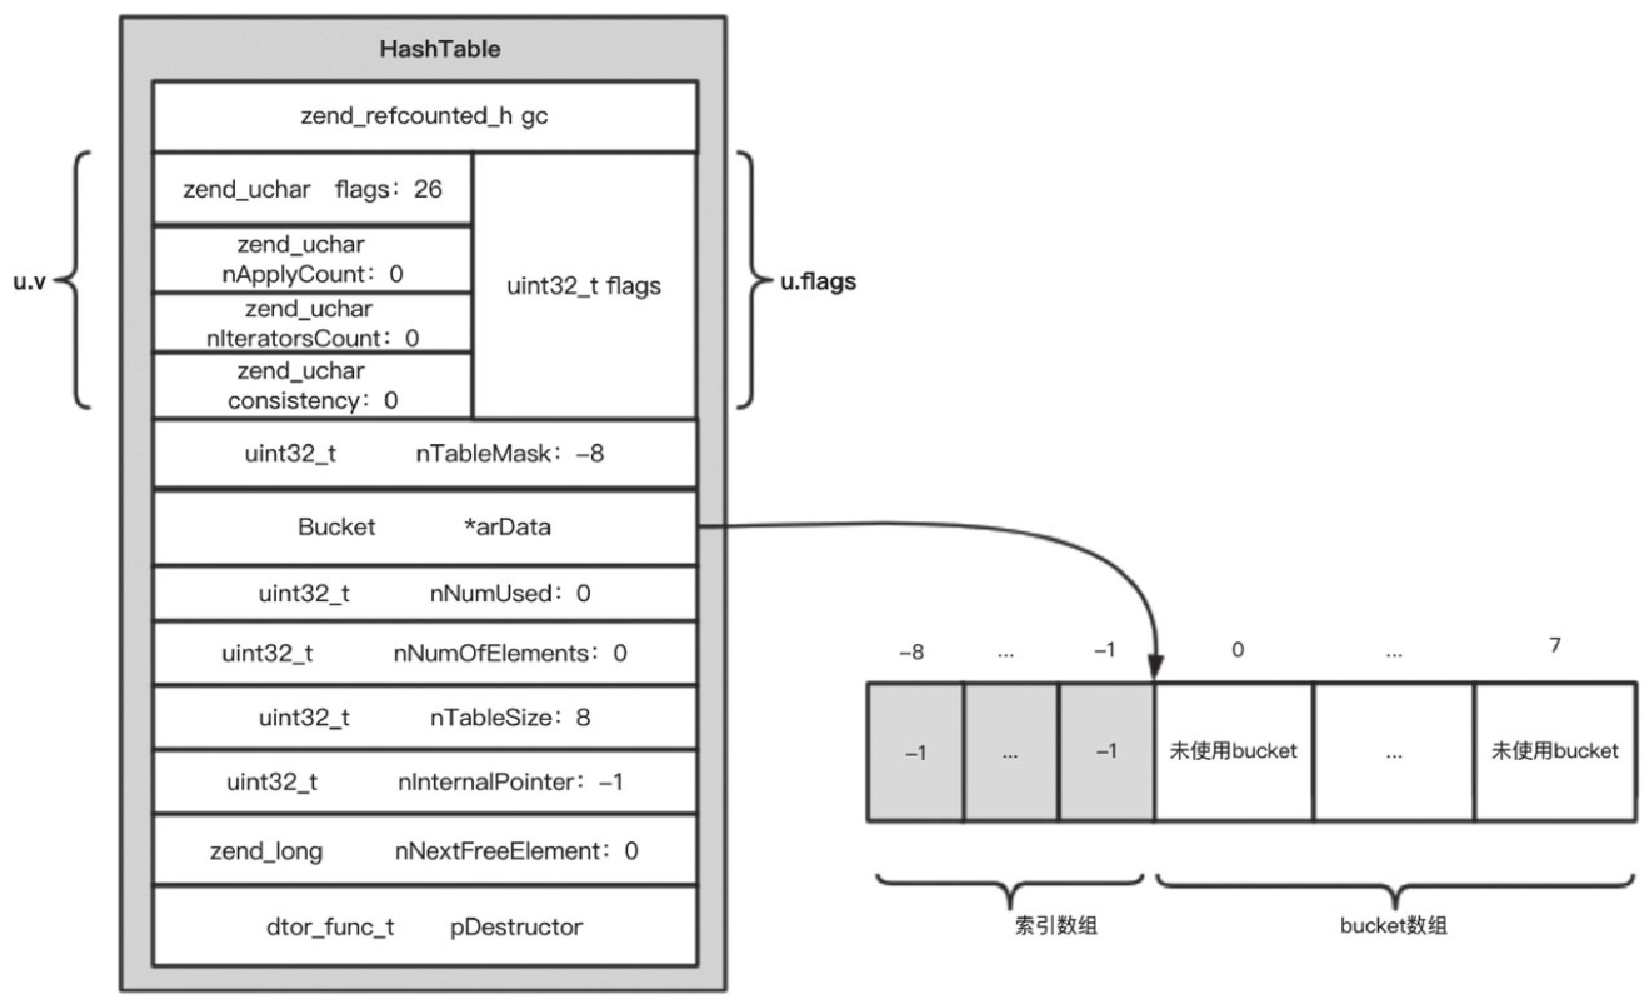 HashTable
zend_refcounted_h gc
zend_uchar flags：26
zend_uchar
nApplyCount：0
zend_uchar
nIteratorsCount：0
zend_uchar
consistency：0
uint32_t flags
u.v
u.flags
uint32_t nTableMask：-8
Bucket *arData
uint32_t nNumUsed：0
uint32_t nNumOfElements：0
uint32_t nTableSize：8
uint32_t nInternalPointer：-1
zend_long nNextFreeElement：0
dtor_func_t pDestructor
-8 ... -1 0 ... 7
-1 ... -1 未使用bucket ... 未使用bucket
索引数组 bucket数组